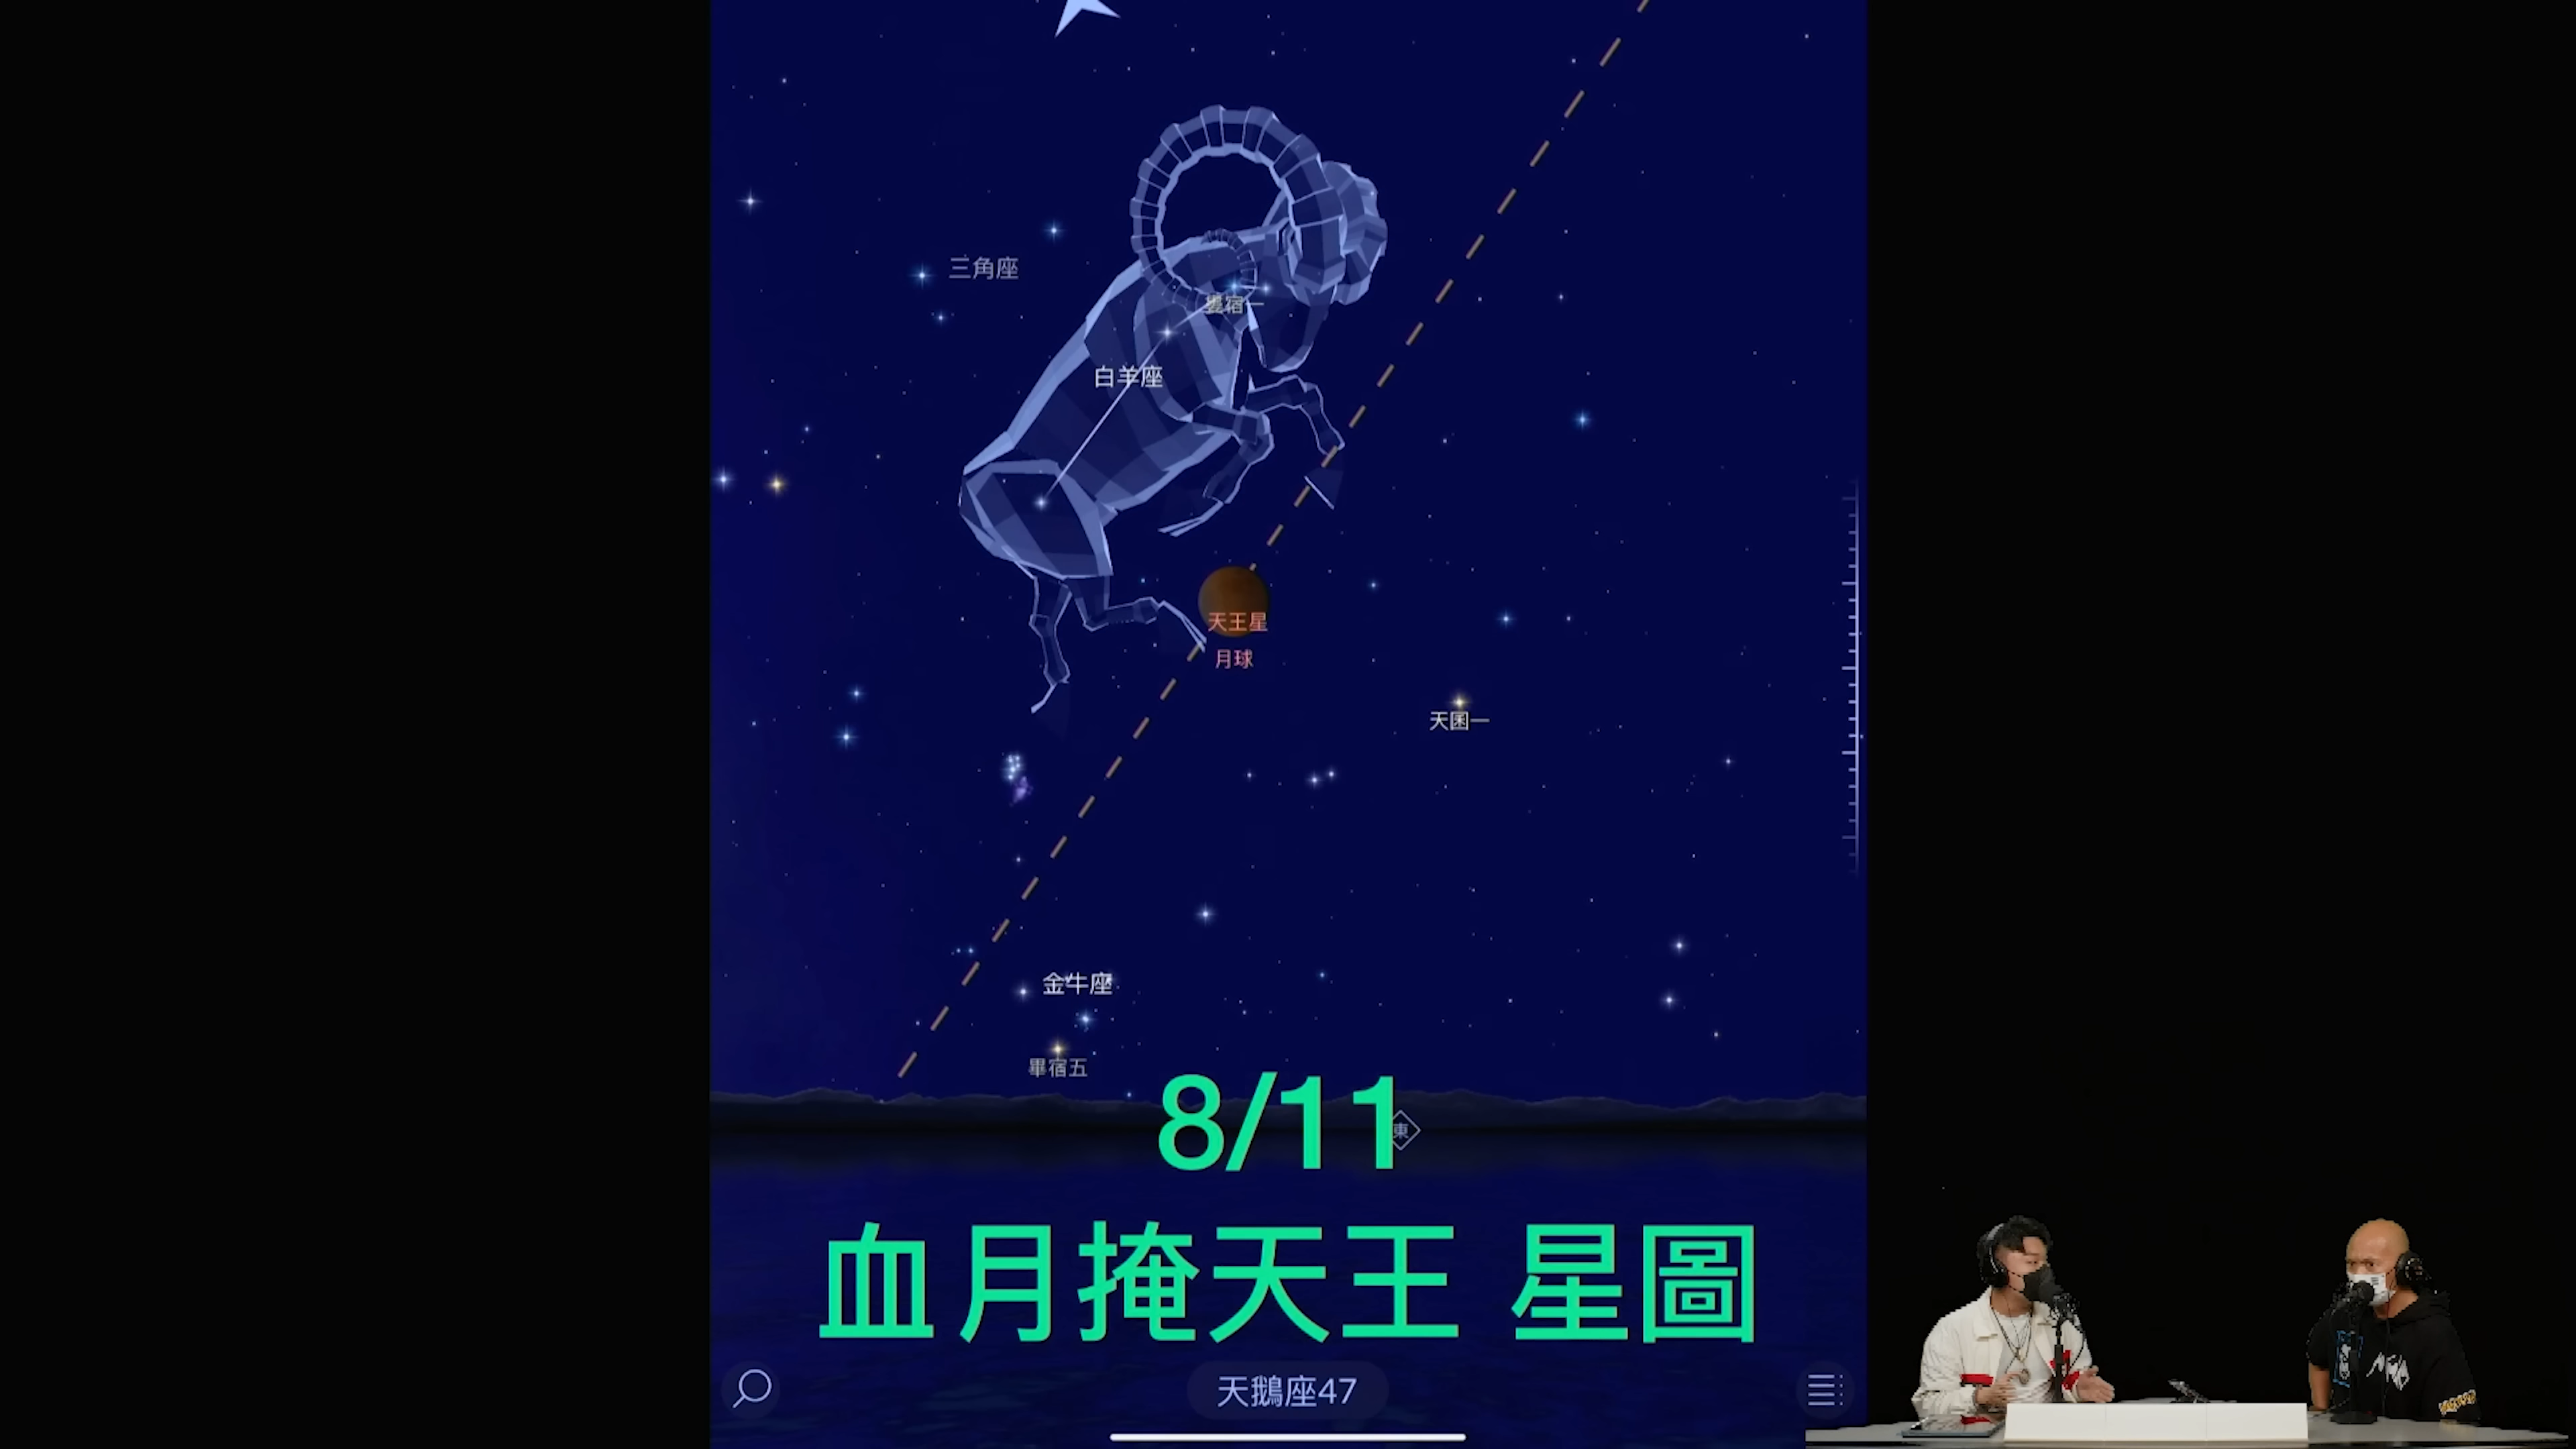 三角座
婁宿一
白羊座
天王星
月球
天囷一
金牛座
畢宿五
8/11
東
血月掩天王 星圖
天鵝座47